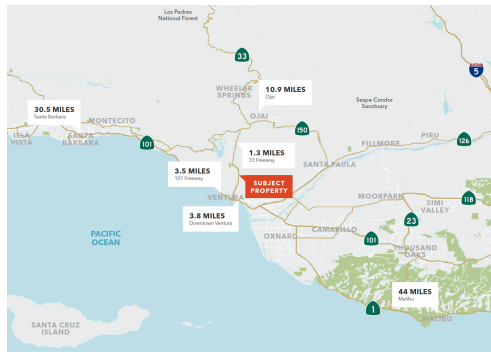 Los Padres
National Forest
33
INTERSTATE
5
WHEELER
SPRINGS
10.9 MILES
Ojai
Sespe Condor
Sanctuary
30.5 MILES
Santa Barbara
MONTECITO
OJAI
ISLA
VISTA
SANTA
BARBARA
101
150
FILLMORE
PIRU
126
1.3 MILES
33 Freeway
SANTA PAULA
3.5 MILES
101 Freeway
SUBJECT
PROPERTY
VENTURA
MOORPARK
118
SIMI
VALLEY
3.8 MILES
Downtown Ventura
23
PACIFIC
OCEAN
OXNARD
CAMARILLO
101
THOUSAND
OAKS
44 MILES
Malibu
1
MALIBU
SANTA CRUZ
ISLAND